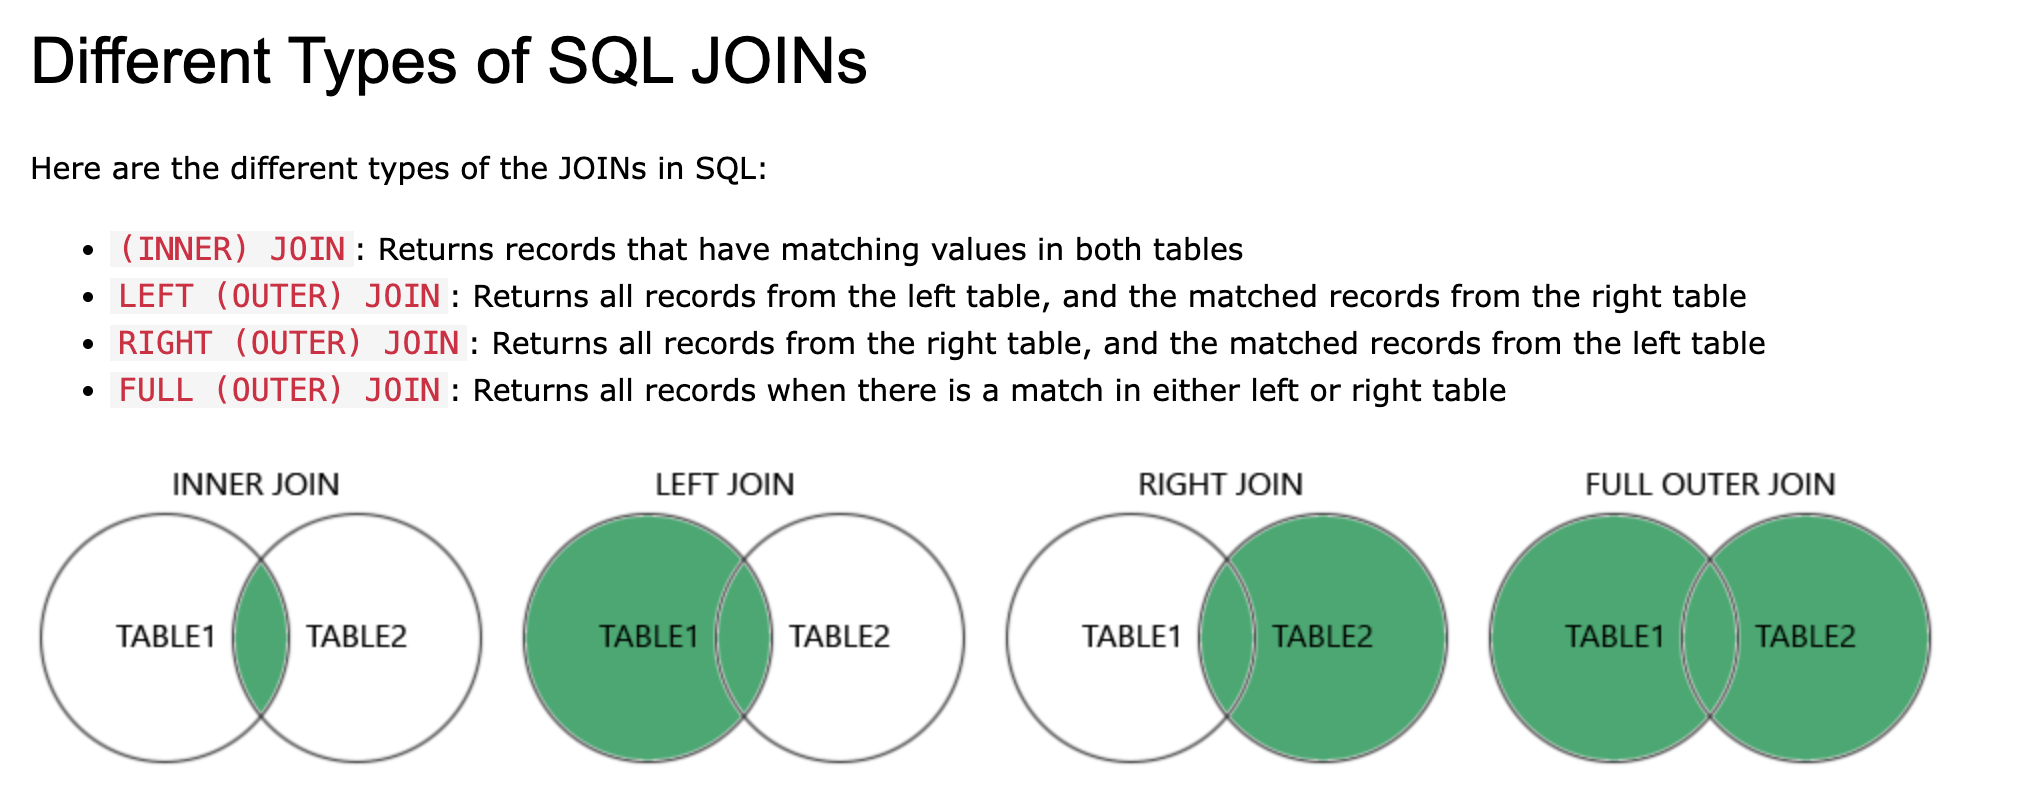 Different Types of SQL JOINs
Here are the different types of the JOINs in SQL:
• (INNER) JOIN: Returns records that have matching values in both tables
• LEFT (OUTER) JOIN: Returns all records from the left table, and the matched records from the right table
• RIGHT (OUTER) JOIN: Returns all records from the right table, and the matched records from the left table
• FULL (OUTER) JOIN: Returns all records when there is a match in either left or right table
INNER JOIN
TABLE1 TABLE2
LEFT JOIN
TABLE1 TABLE2
RIGHT JOIN
TABLE1 TABLE2
FULL OUTER JOIN
TABLE1 TABLE2